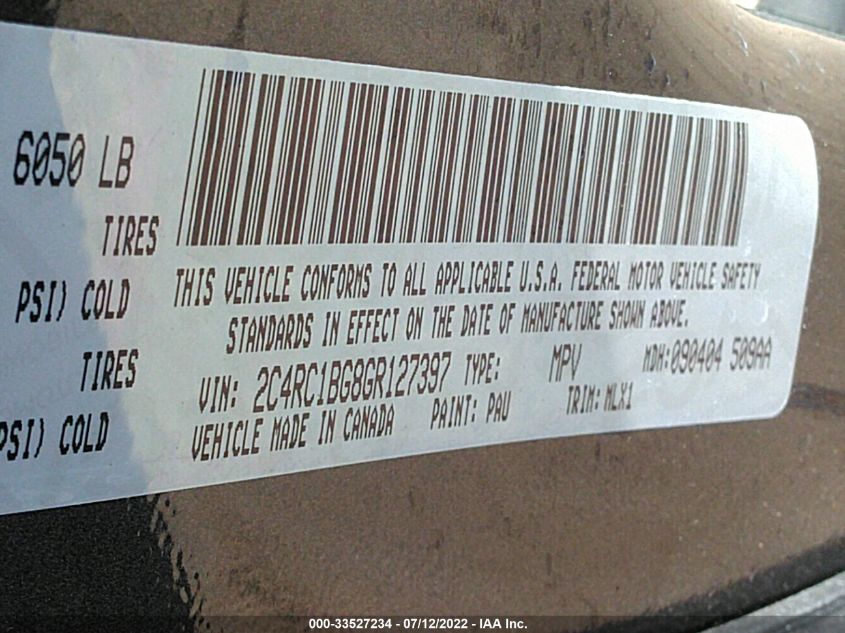 6050 LB
TIRES
PSI) COLD
TIRES
PSI) COLD
THIS VEHICLE CONFORMS TO ALL APPLICABLE U.S.A. FEDERAL MOTOR VEHICLE SAFETY
STANDARDS IN EFFECT ON THE DATE OF MANUFACTURE SHOWN ABOVE.
VIN: 2C4RC1BG8GR127397 TYPE: MPV MDH:090404 509AA
VEHICLE MADE IN CANADA PAINT: PAU TRIM: MLX1
000-33527234 - 07/12/2022 - IAA Inc.